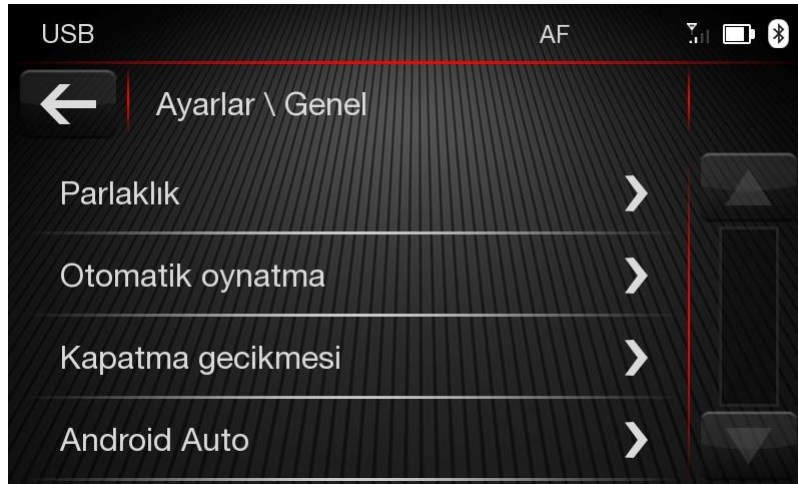 USB AF
Ayarlar \ Genel
Parlaklık
Otomatik oynatma
Kapatma gecikmesi
Android Auto